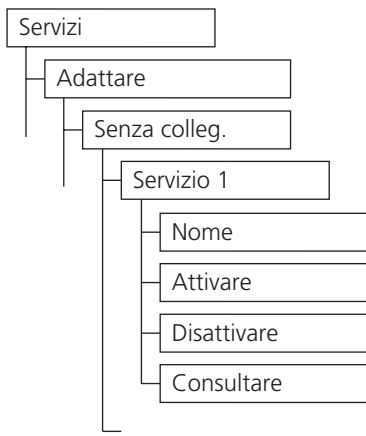 Servizi
Adattare
Senza colleg.
Servizio 1
Nome
Attivare
Disattivare
Consultare